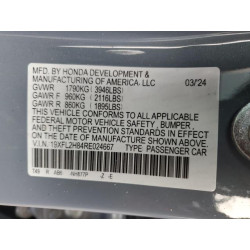 MFD. BY HONDA DEVELOPMENT &
MANUFACTURING OF AMERICA, LLC 03/24
GVWR 1790KG (3946LBS)
GAWR F. 960KG (2116LBS)
GAWR R. 860KG (1895LBS)
THIS VEHICLE CONFORMS TO ALL APPLICABLE
FEDERAL MOTOR VEHICLE SAFETY, BUMPER,
AND THEFT PREVENTION STANDARDS IN EFFECT
ON THE DATE OF MANUFACTURE SHOWN ABOVE.
V.I.N. :19XFL2H84RE024667
TYPE PASSENGER CAR